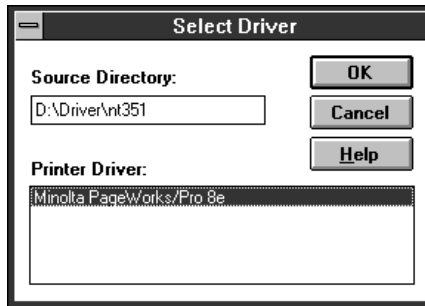 Select Driver
Source Directory:
D:\Driver\nt351
OK
Cancel
Help
Printer Driver:
Minolta PageWorks/Pro 8e